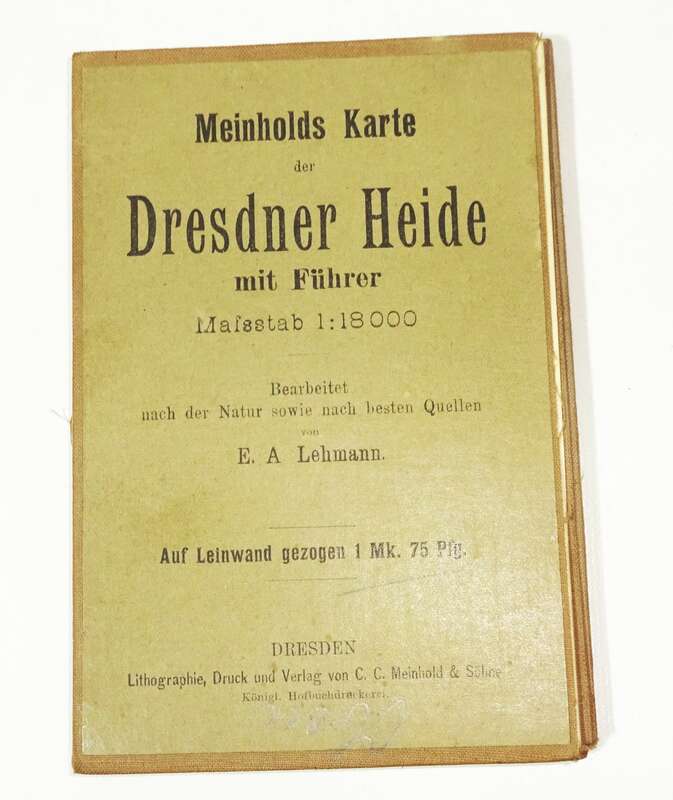 Meinholds Karte
der
Dresdner Heide
mit Führer
Maſsstab 1:18000
Bearbeitet
nach der Natur sowie nach besten Quellen
von
E. A Lehmann.
Auf Leinwand gezogen 1 Mk. 75 Pfg.
DRESDEN
Lithographie, Druck und Verlag von C. C. Meinhold & Söhne
Königl. Hofbuchdruckerei.